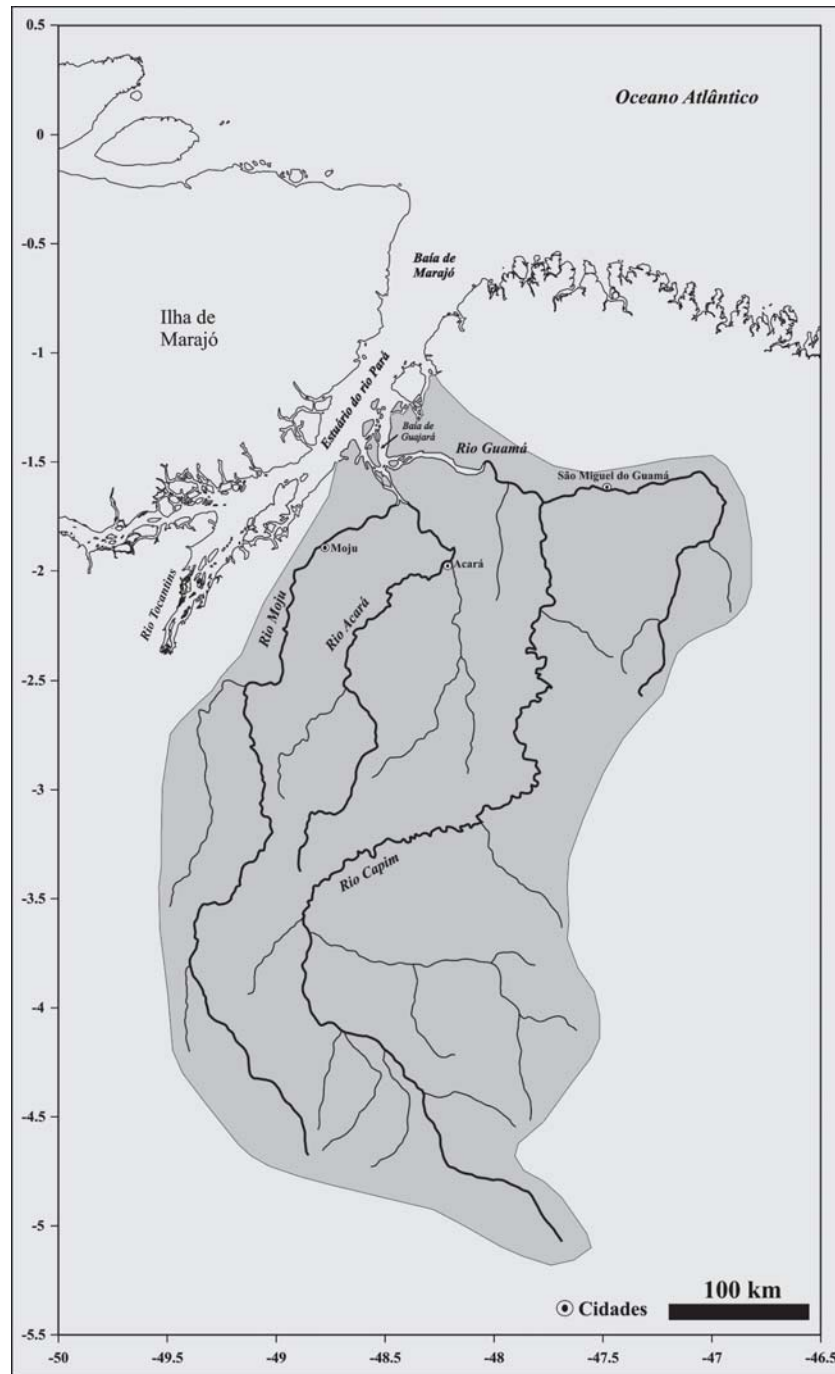 0.5
Oceano Atlântico
0
-0.5
Baía de
Marajó
Ilha de
Marajó
-1
Estuário do rio Pará
Baía de
Guajará
Rio Guamá
-1.5
São Miguel do Guamá
Moju
Acará
-2
Rio Tocantins
Rio Moju
Rio Acará
-2.5
-3
Rio Capim
-3.5
-4
-4.5
-5
100 km
Cidades
-5.5
-50
-49.5
-49
-48.5
-48
-47.5
-47
-46.5